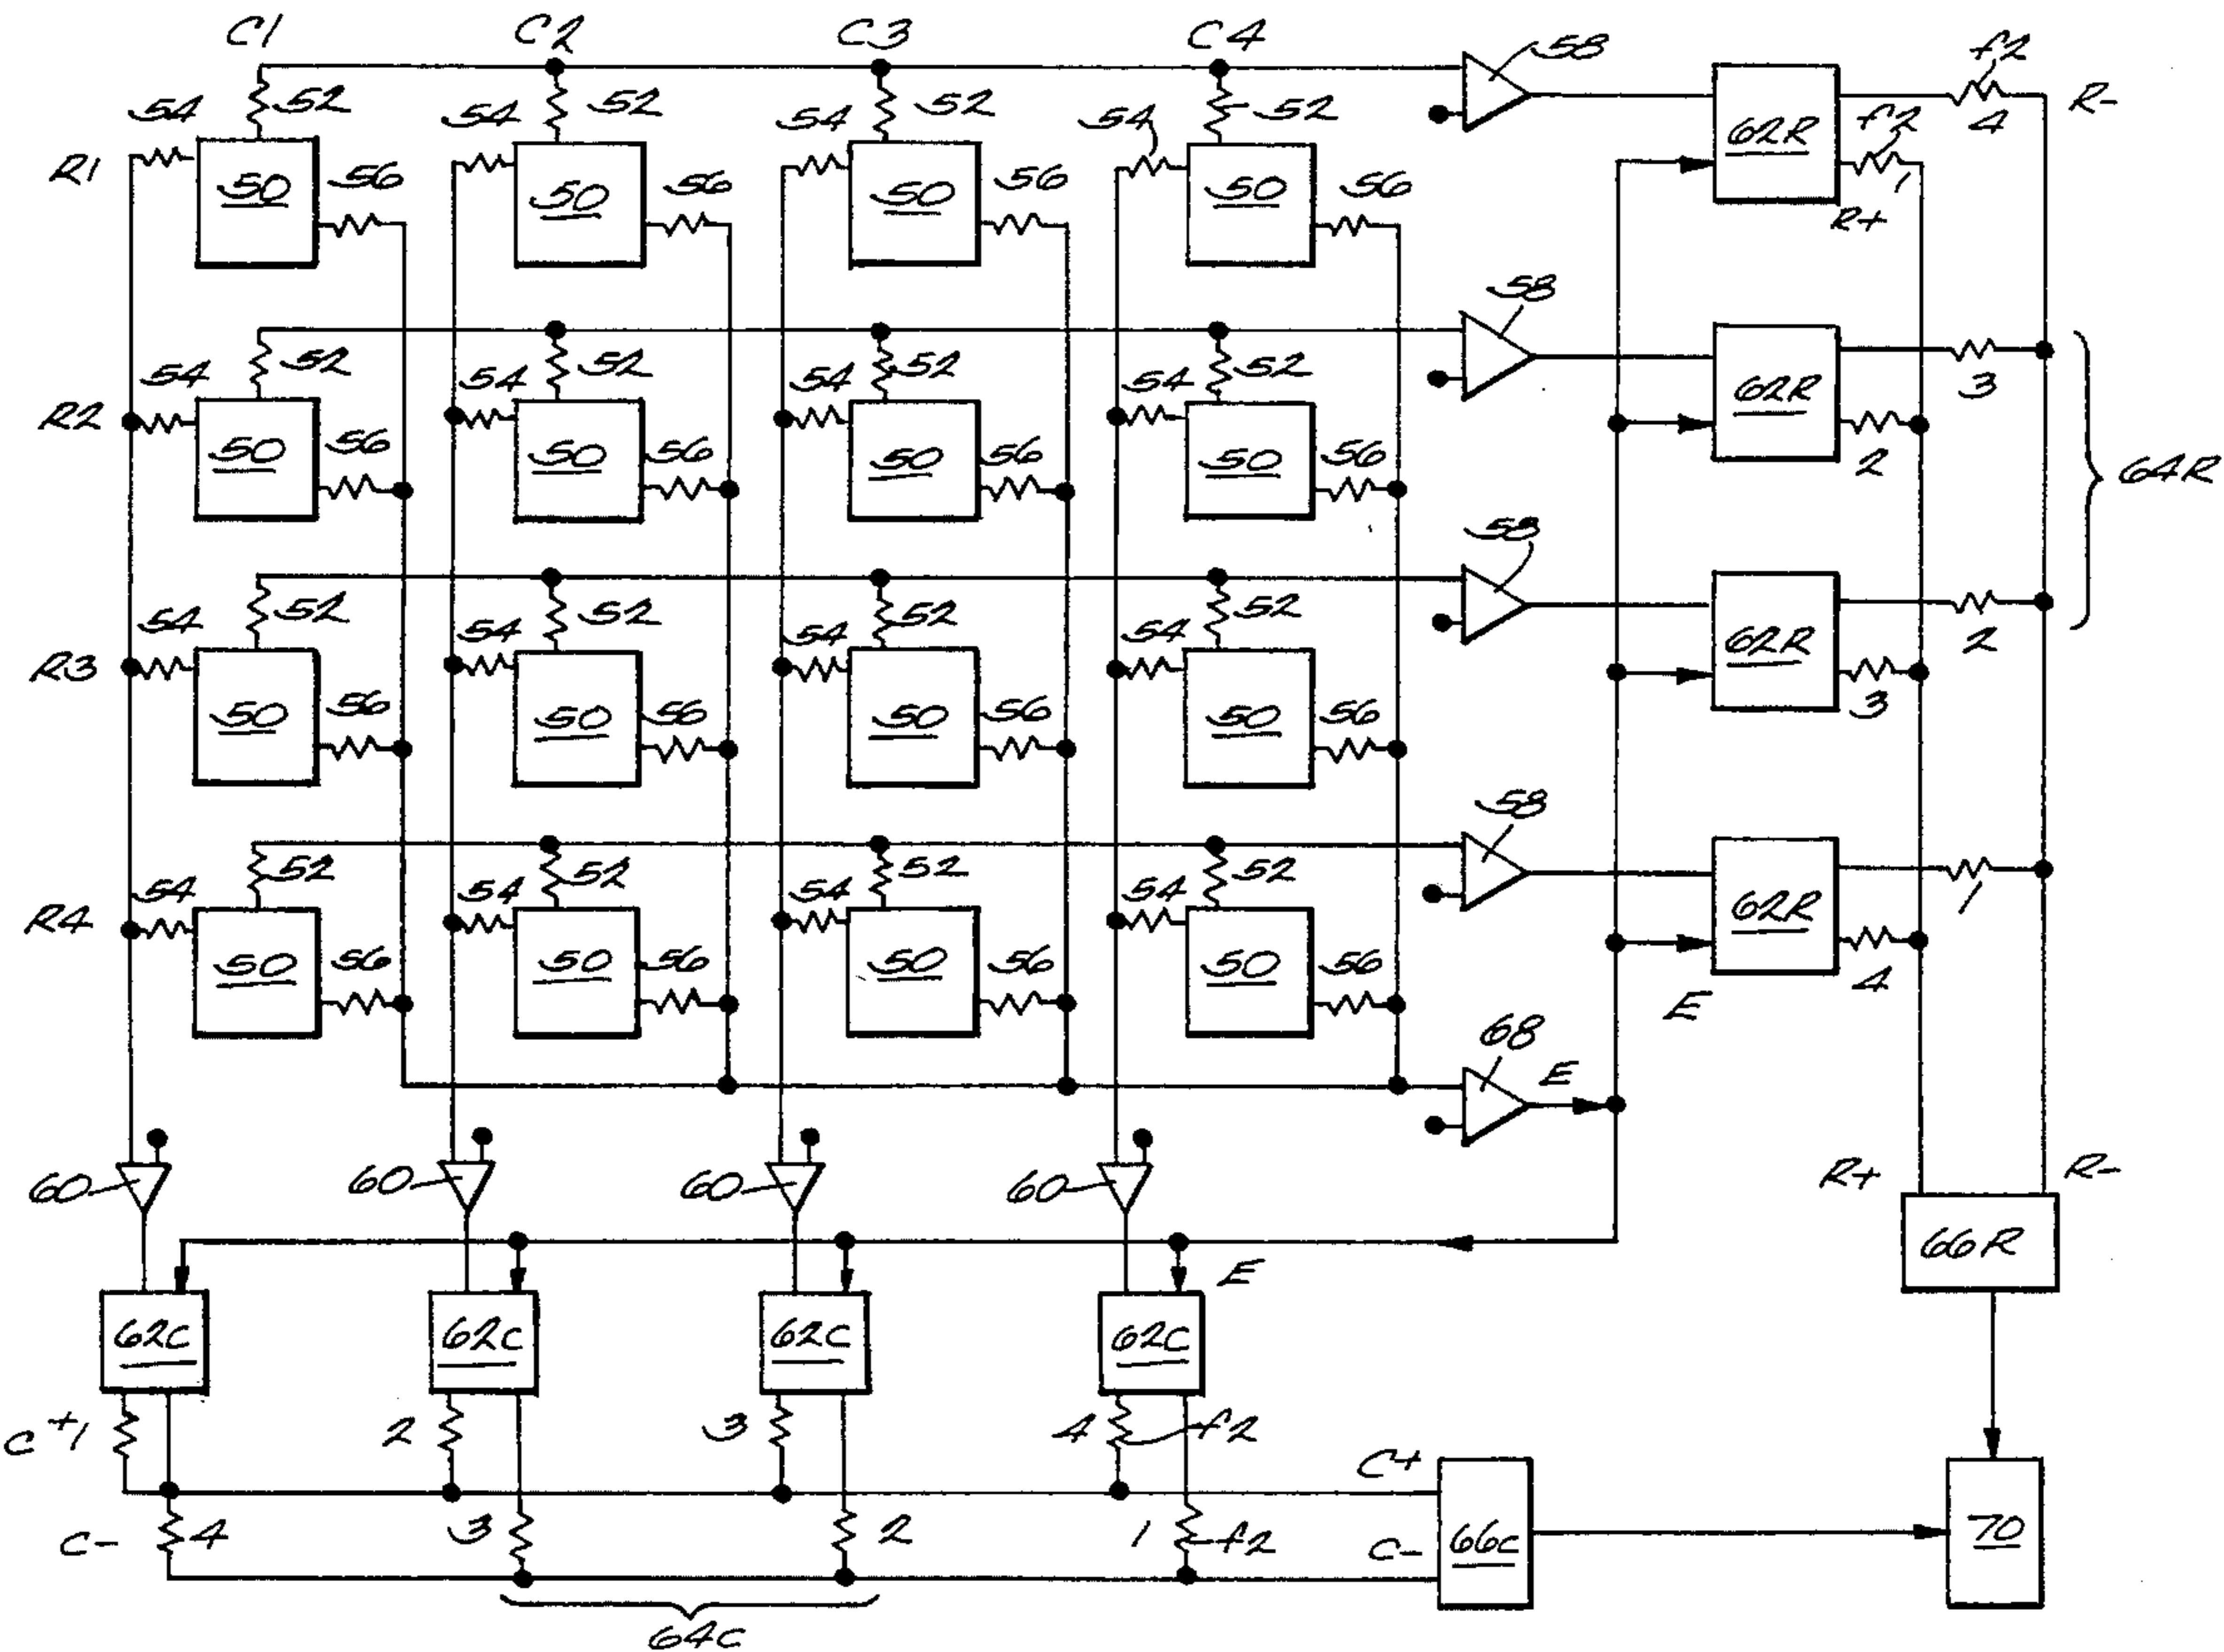 C1 C2 C3 C4 58 f2
54 52 54 52 54 52 54 52 62R 4 R-
R1 50 56 50 56 50 56 50 56 f2 1
R+
58
54 52 54 52 54 52 54 52 62R 3
R2 50 56 50 56 50 56 50 56 2 64R
58
54 52 54 52 54 52 54 52 62R 2
R3 50 56 50 56 50 56 50 56 3
58
54 52 54 52 54 52 54 52 62R 1
R4 50 56 50 56 50 56 50 56 4
E
68 E
60 60 60 60 R+ R-
66R
E
62C 62C 62C 62C
C+1 2 3 4 f2 C+
C- 4 3 2 1 f2 C- 66C 70
64C